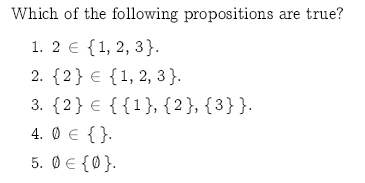 Which of the following propositions are true?
1. 2 ∈ {1, 2, 3}.
2. {2} ∈ {1, 2, 3}.
3. {2} ∈ { {1}, {2}, {3} }.
4. ∅ ∈ {}.
5. ∅ ∈ {∅}.